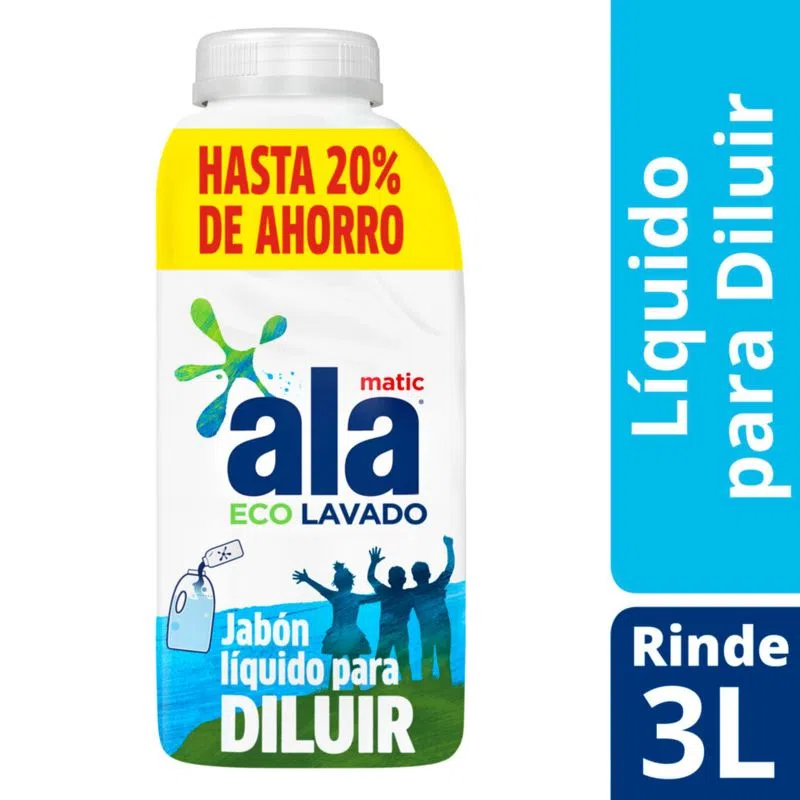 HASTA 20%
DE AHORRO
matic
ala
ECO LAVADO
Jabón
líquido para
DILUIR
Líquido
para Diluir
Rinde
3L